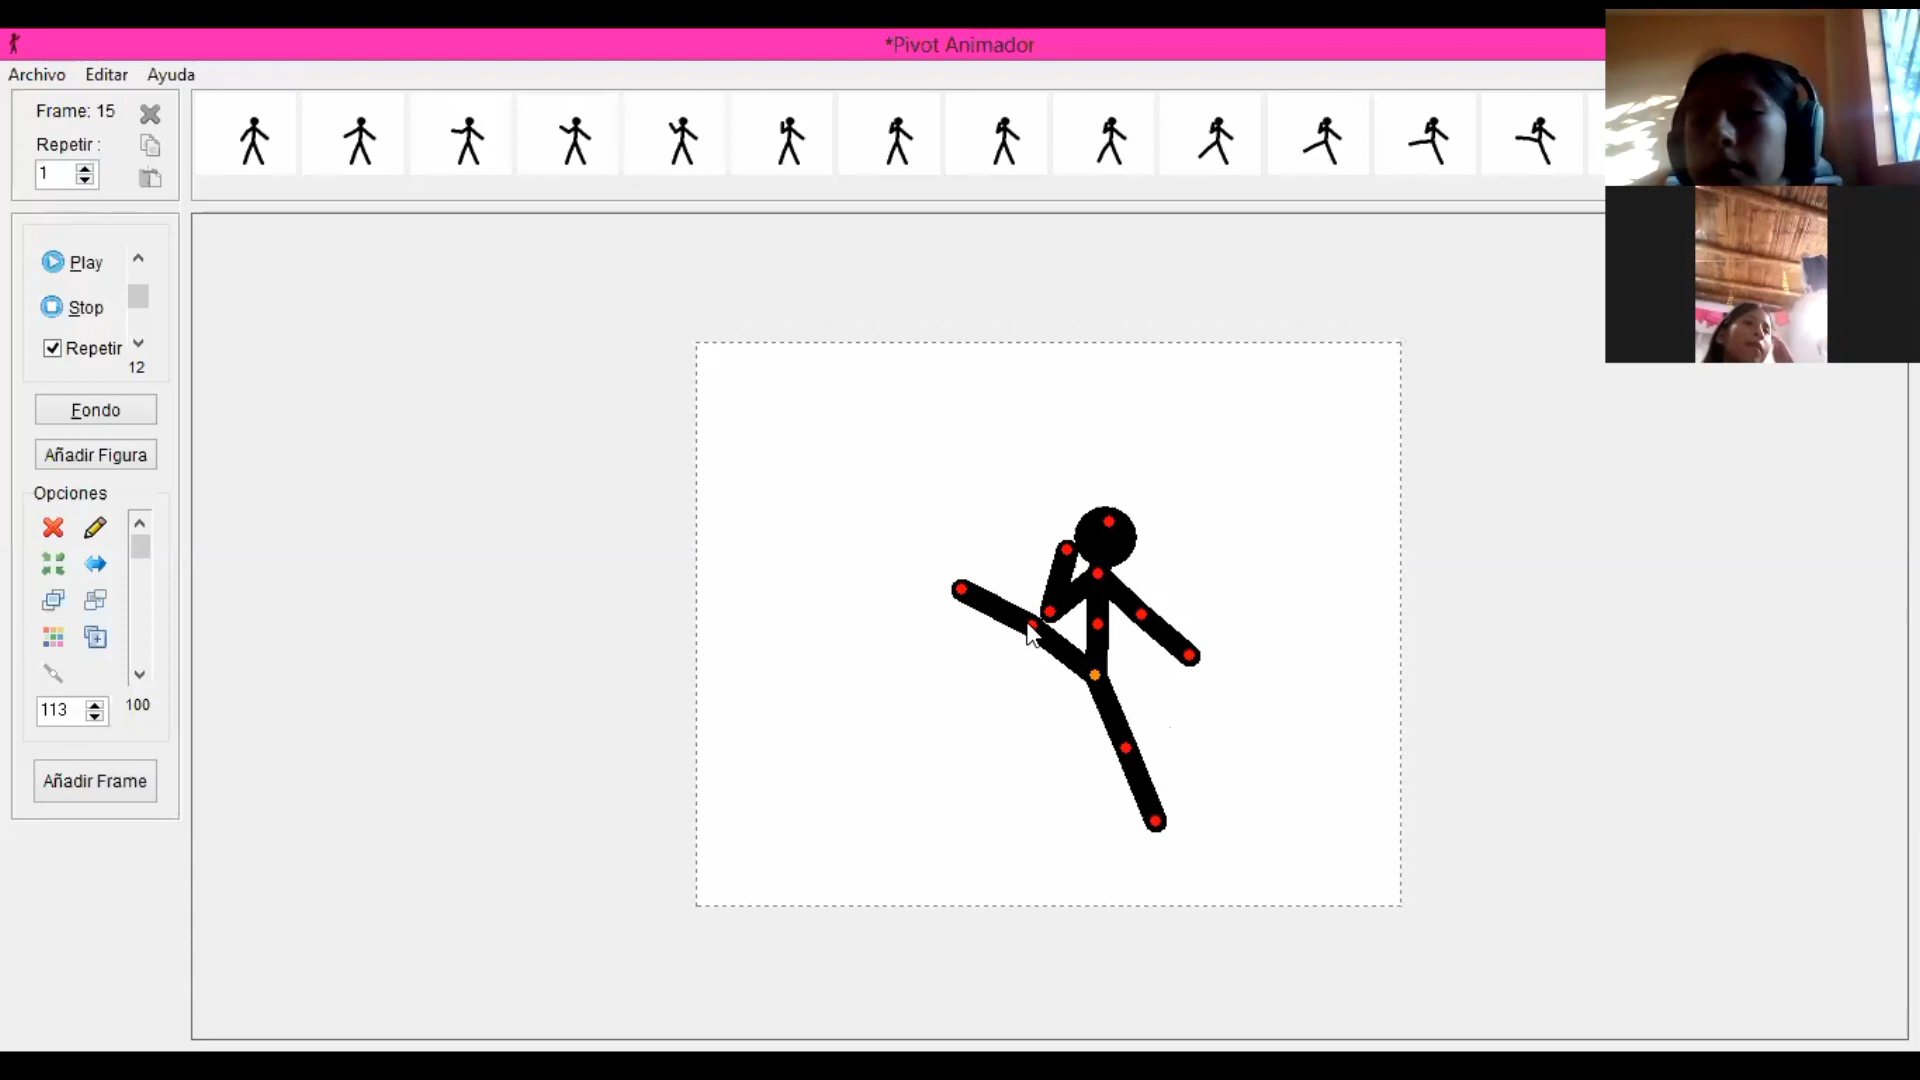 *Pivot Animador
Archivo Editar Ayuda
Frame: 15
Repetir :
1
Play
Stop
Repetir
12
Fondo
Añadir Figura
Opciones
113
100
Añadir Frame